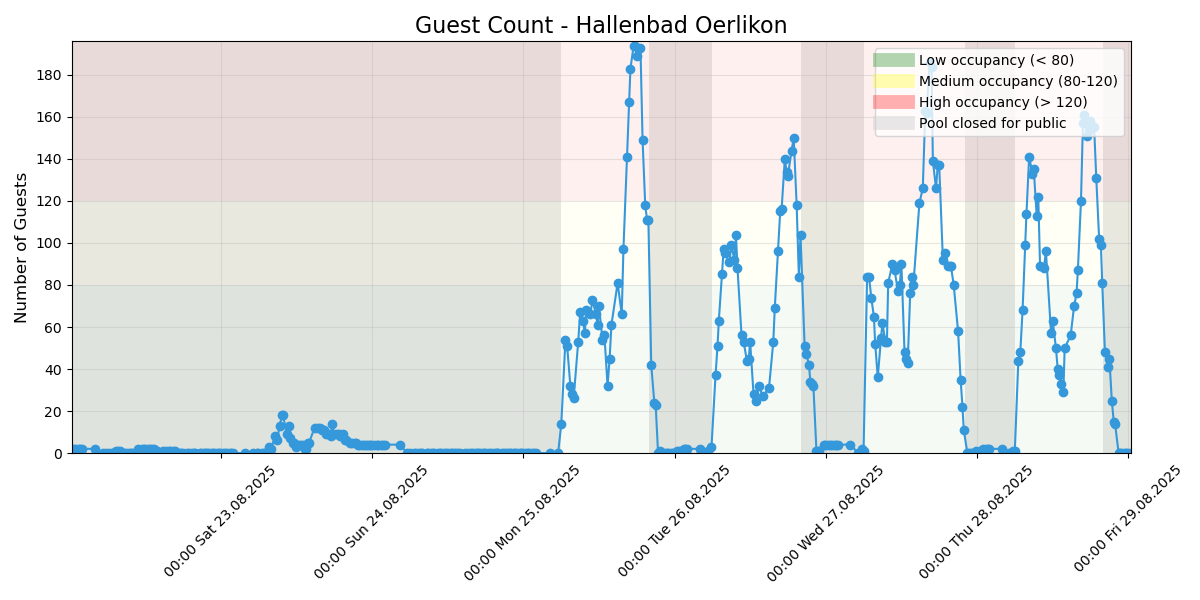 Guest Count - Hallenbad Oerlikon
Number of Guests
180
160
140
120
100
80
60
40
20
0
Low occupancy (< 80)
Medium occupancy (80-120)
High occupancy (> 120)
Pool closed for public
00:00 Sat 23.08.2025
00:00 Sun 24.08.2025
00:00 Mon 25.08.2025
00:00 Tue 26.08.2025
00:00 Wed 27.08.2025
00:00 Thu 28.08.2025
00:00 Fri 29.08.2025